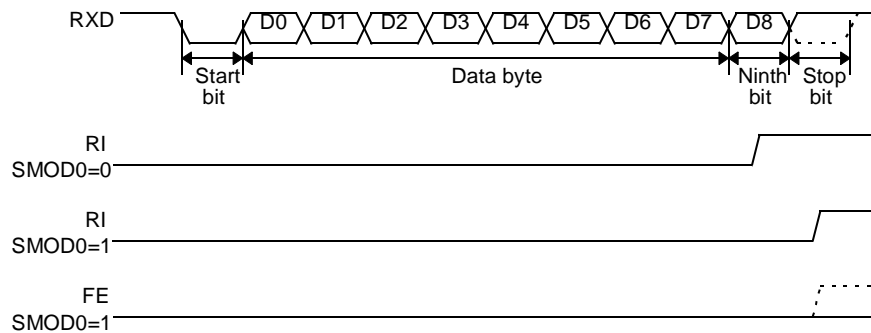 RXD D0 D1 D2 D3 D4 D5 D6 D7 D8
Start bit Data byte Ninth bit Stop bit
RI
SMOD0=0
RI
SMOD0=1
FE
SMOD0=1